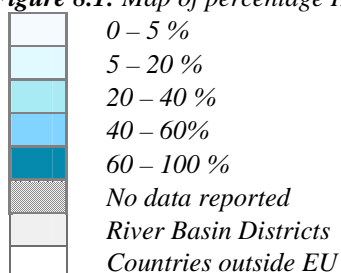 Figure 8.1: Map of percentage
0 – 5 %
5 – 20 %
20 – 40 %
40 – 60%
60 – 100 %
No data reported
River Basin Districts
Countries outside EU